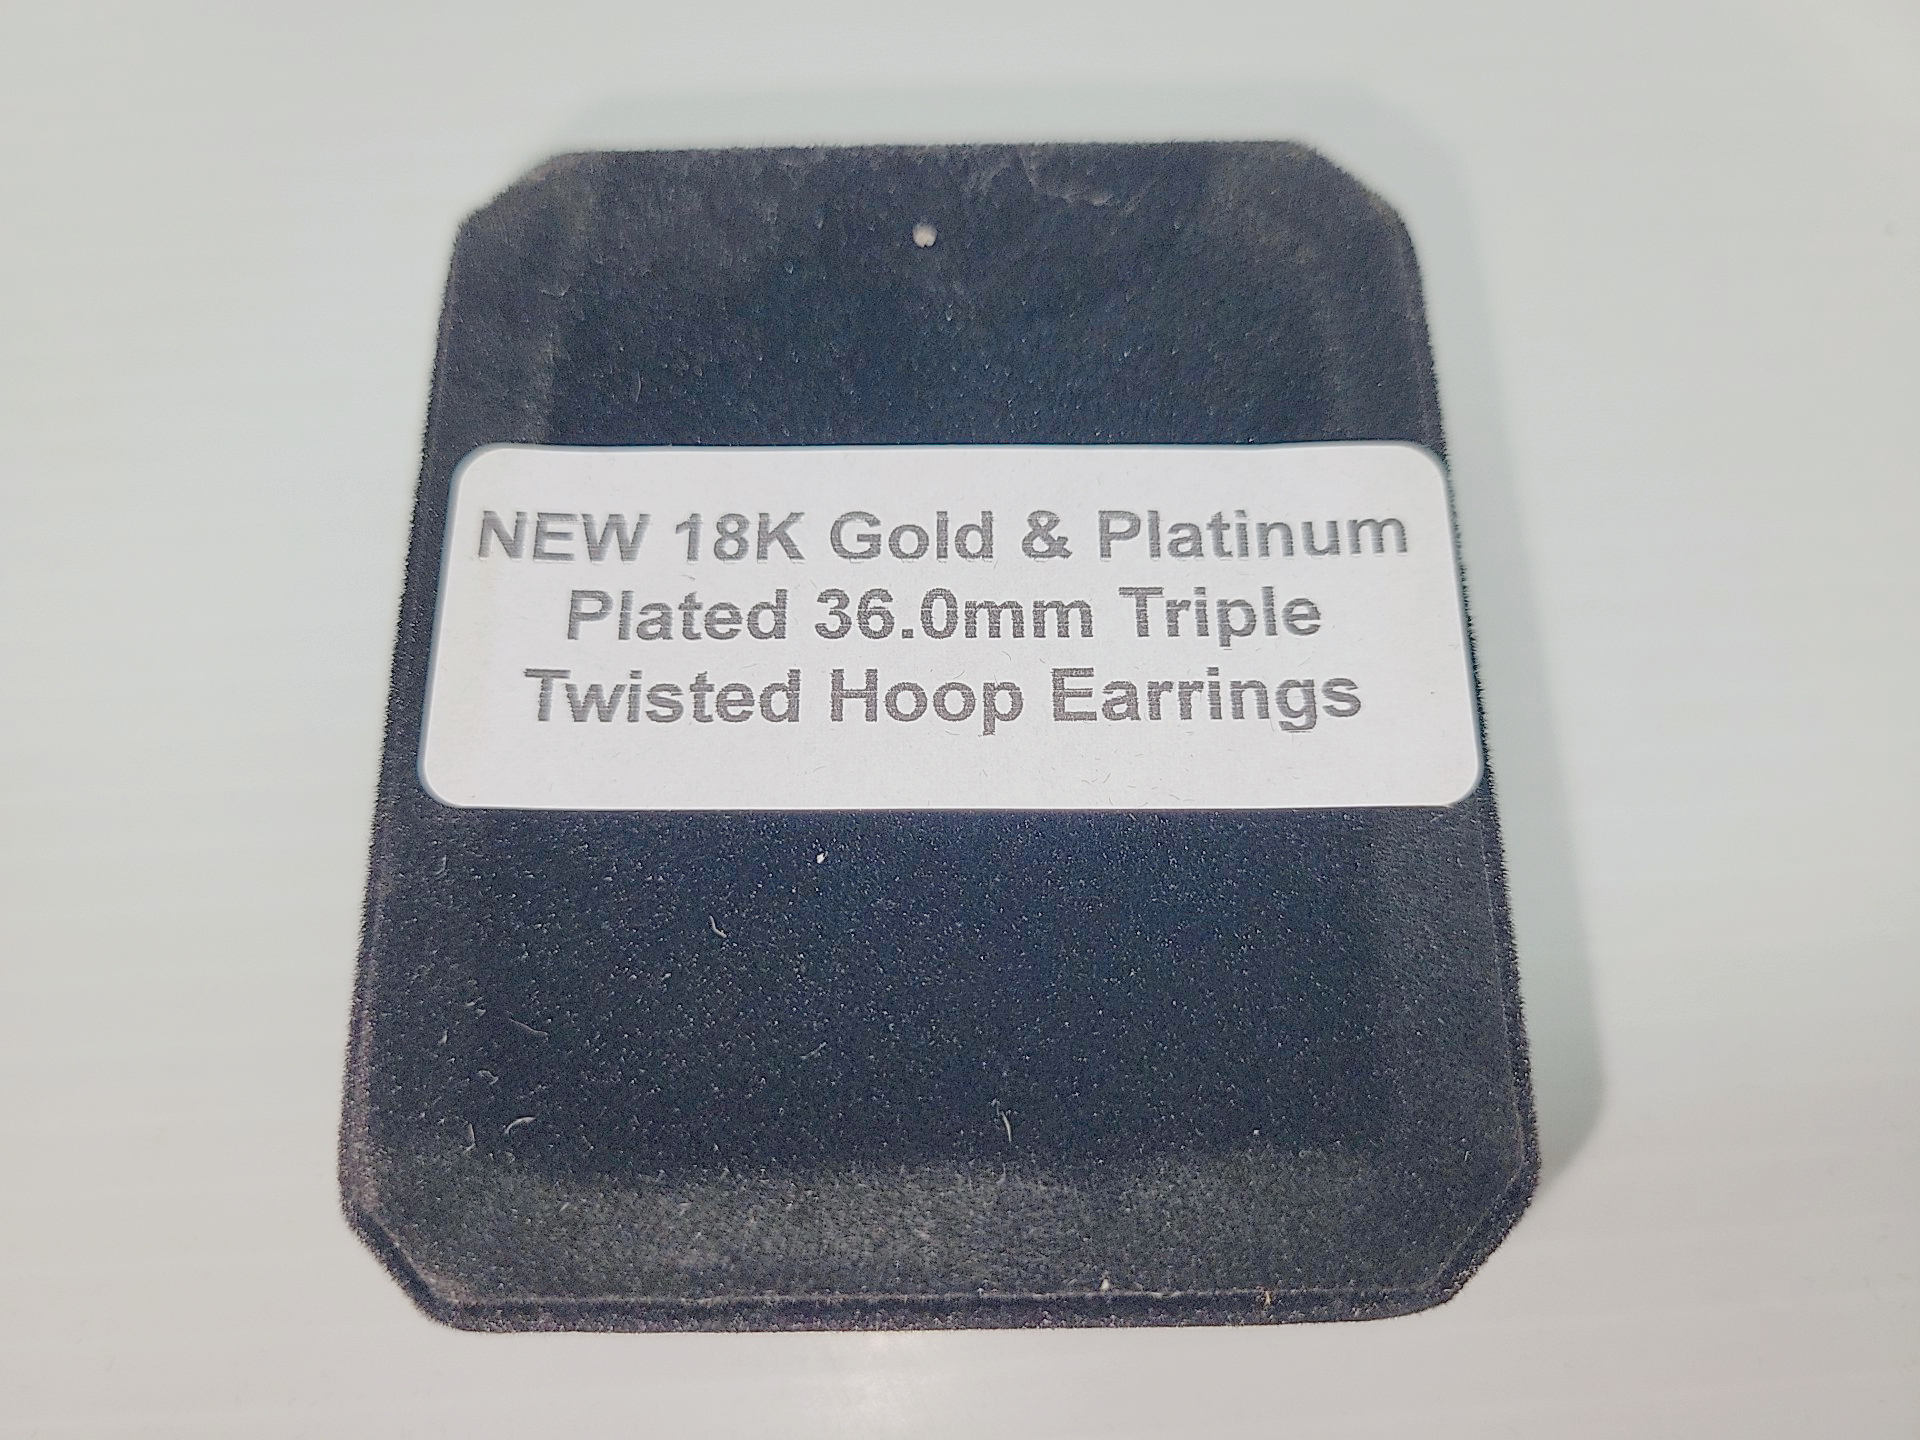 NEW 18K Gold & Platinum
Plated 36.0mm Triple
Twisted Hoop Earrings